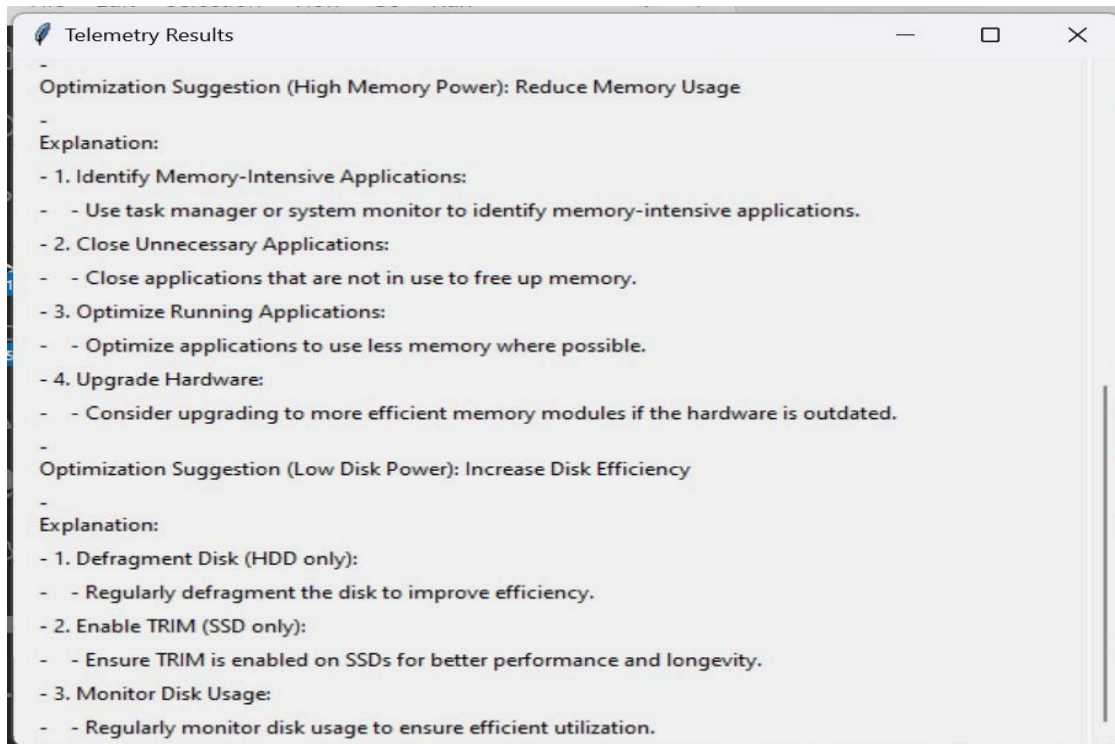 Telemetry Results
-
Optimization Suggestion (High Memory Power): Reduce Memory Usage
-
Explanation:
- 1. Identify Memory-Intensive Applications:
-   - Use task manager or system monitor to identify memory-intensive applications.
- 2. Close Unnecessary Applications:
-   - Close applications that are not in use to free up memory.
- 3. Optimize Running Applications:
-   - Optimize applications to use less memory where possible.
- 4. Upgrade Hardware:
-   - Consider upgrading to more efficient memory modules if the hardware is outdated.
-
Optimization Suggestion (Low Disk Power): Increase Disk Efficiency
-
Explanation:
- 1. Defragment Disk (HDD only):
-   - Regularly defragment the disk to improve efficiency.
- 2. Enable TRIM (SSD only):
-   - Ensure TRIM is enabled on SSDs for better performance and longevity.
- 3. Monitor Disk Usage:
-   - Regularly monitor disk usage to ensure efficient utilization.